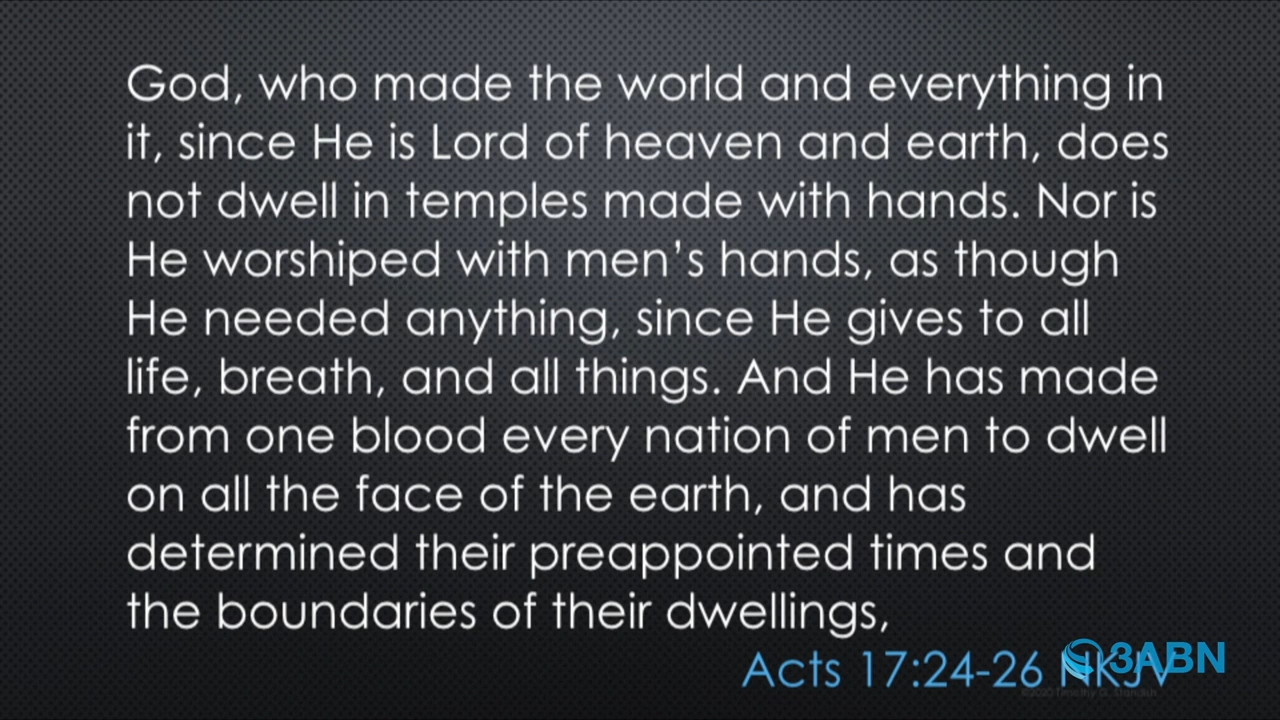 God, who made the world and everything in
it, since He is Lord of heaven and earth, does
not dwell in temples made with hands. Nor is
He worshiped with men’s hands, as though
He needed anything, since He gives to all
life, breath, and all things. And He has made
from one blood every nation of men to dwell
on all the face of the earth, and has
determined their preappointed times and
the boundaries of their dwellings,
Acts 17:24-26 NKJV
3ABN
©2020 Timothy G. Standish